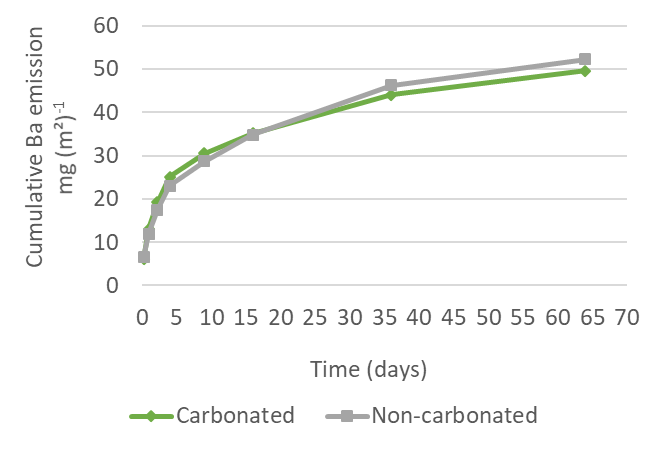 Cumulative Ba emission
mg (m²)⁻¹
60
50
40
30
20
10
0
0 5 10 15 20 25 30 35 40 45 50 55 60 65 70
Time (days)
Carbonated Non-carbonated